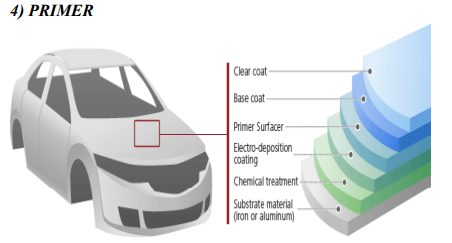 4) PRIMER
Clear coat
Base coat
Primer Surfacer
Electro-deposition
coating
Chemical treatment
Substrate material
(iron or aluminum)